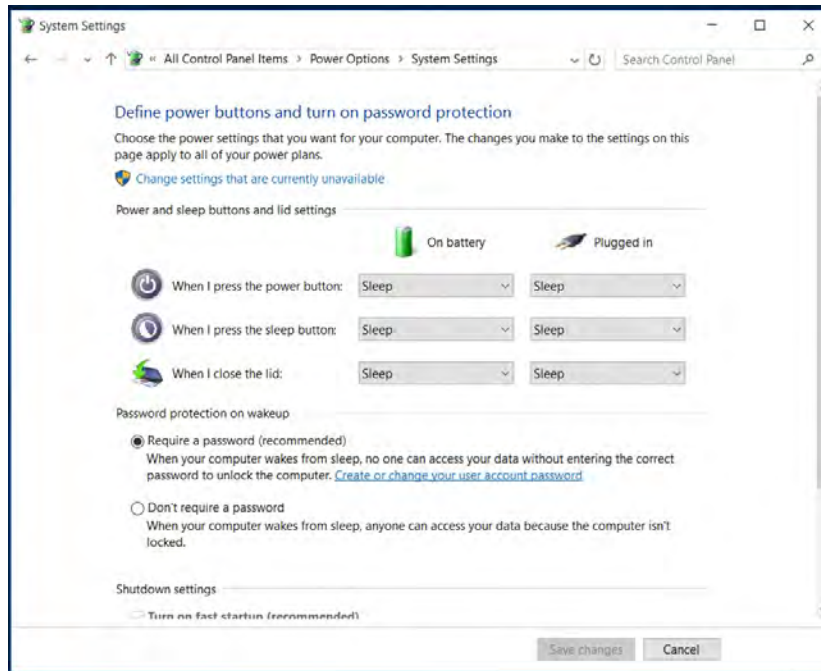 System Settings
« All Control Panel Items > Power Options > System Settings
Search Control Panel
Define power buttons and turn on password protection
Choose the power settings that you want for your computer. The changes you make to the settings on this
page apply to all of your power plans.
Change settings that are currently unavailable
Power and sleep buttons and lid settings
On battery Plugged in
When I press the power button: Sleep Sleep
When I press the sleep button: Sleep Sleep
When I close the lid: Sleep Sleep
Password protection on wakeup
Require a password (recommended)
When your computer wakes from sleep, no one can access your data without entering the correct
password to unlock the computer. Create or change your user account password
Don't require a password
When your computer wakes from sleep, anyone can access your data because the computer isn't
locked.
Shutdown settings
Turn on fast startup (recommended)
Save changes Cancel